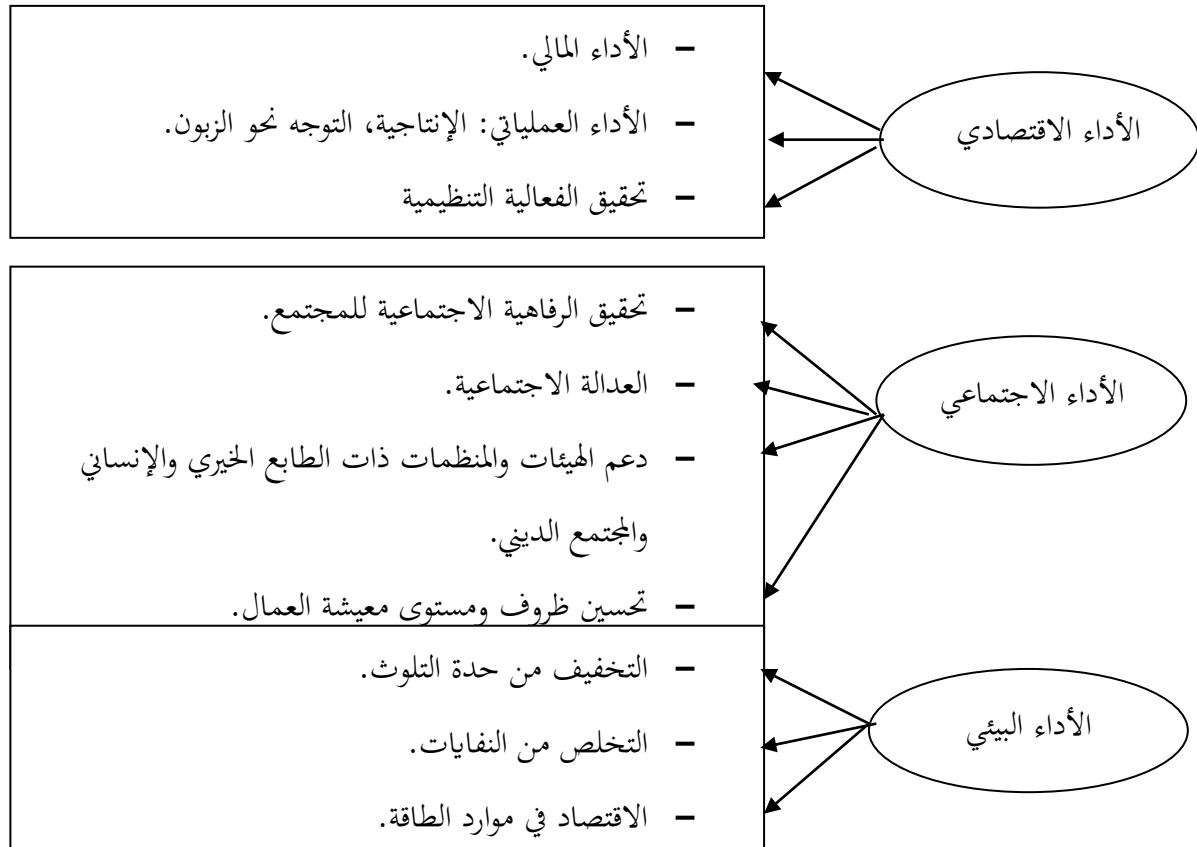 الأداء الاقتصادي
– الأداء المالي.
– الأداء العملياتي: الإنتاجية، التوجه نحو الزبون.
– تحقيق الفعالية التنظيمية
الأداء الاجتماعي
– تحقيق الرفاهية الاجتماعية للمجتمع.
– العدالة الاجتماعية.
– دعم الهيئات والمنظمات ذات الطابع الخيري والإنساني
والمجتمع الديني.
– تحسين ظروف ومستوى معيشة العمال.
الأداء البيئي
– التخفيف من حدة التلوث.
– التخلص من النفايات.
– الاقتصاد في موارد الطاقة.